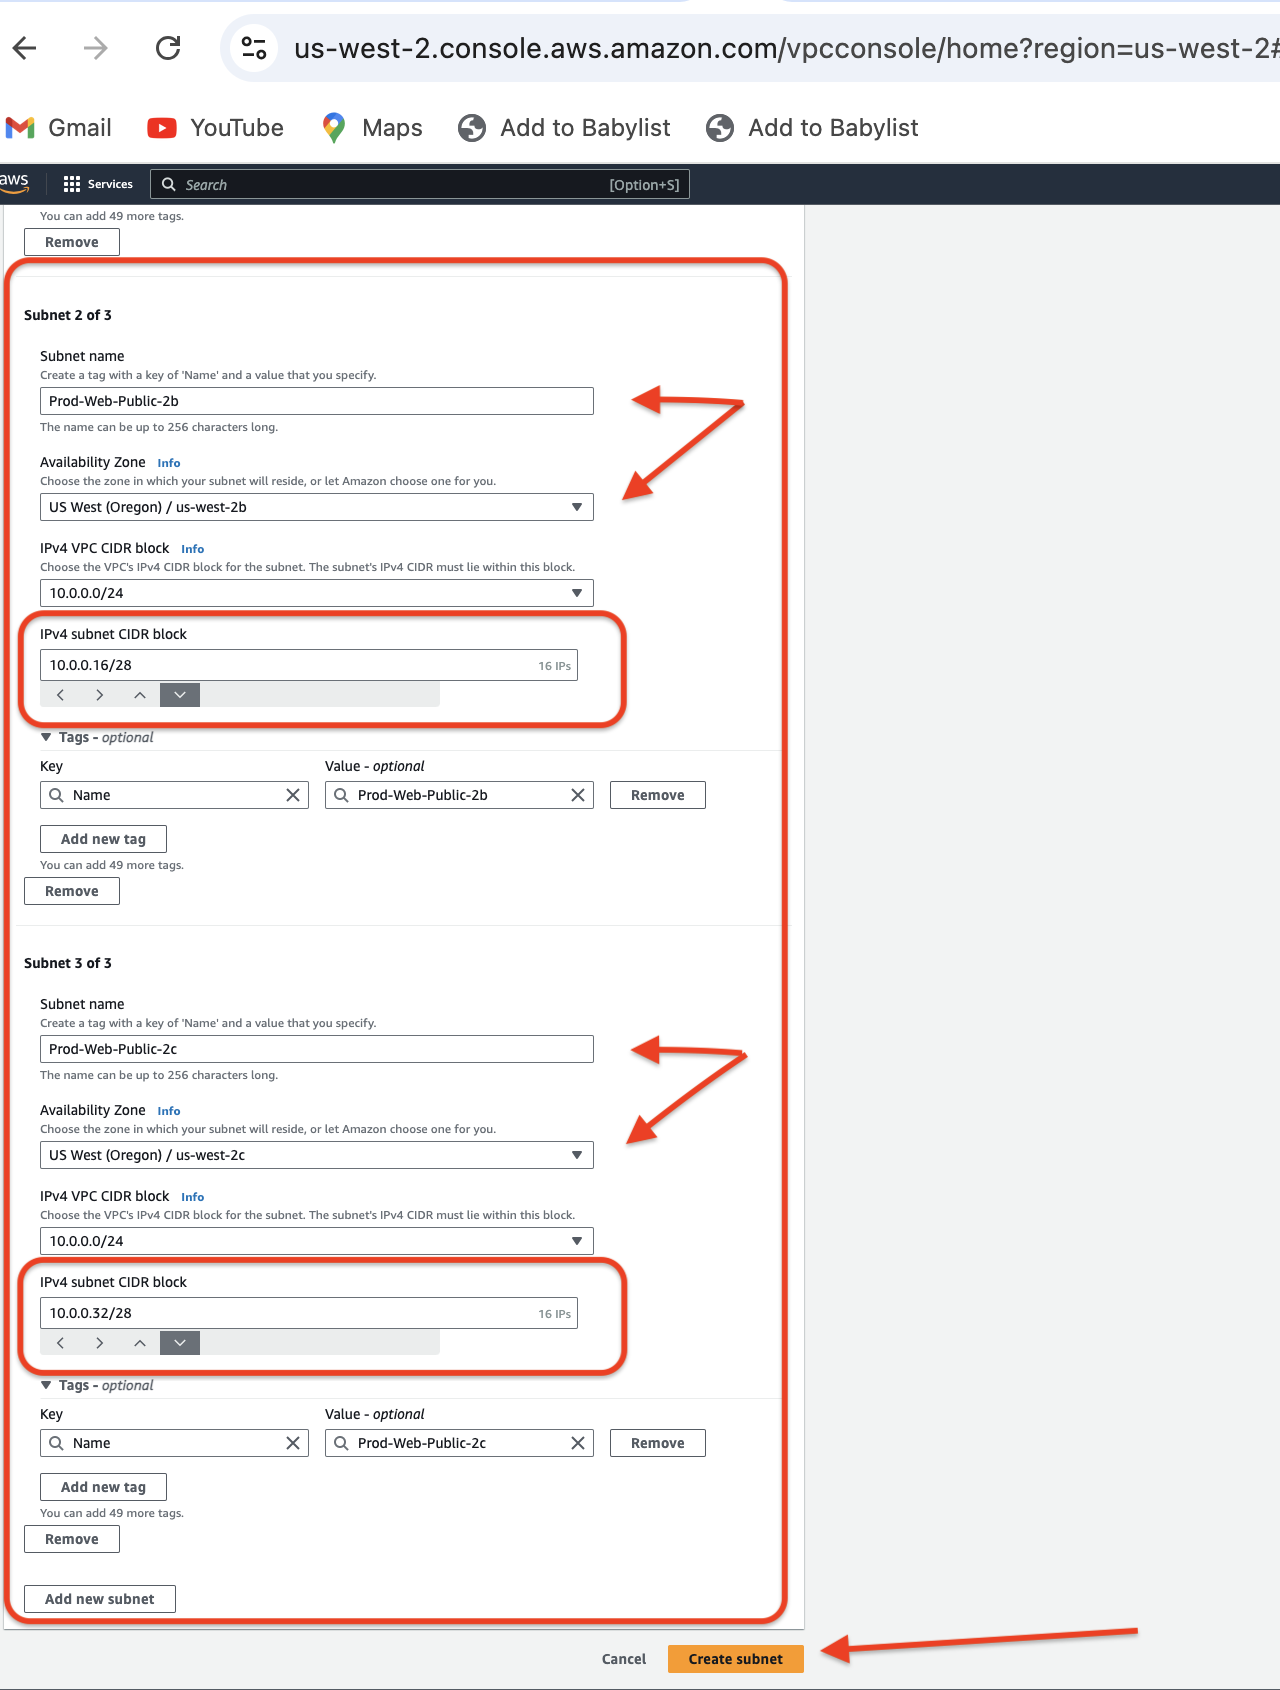 us-west-2.console.aws.amazon.com/vpcconsole/home?region=us-west-2#
Gmail YouTube Maps Add to Babylist Add to Babylist
aws Services Search [Option+S]
You can add 49 more tags.
Remove
Subnet 2 of 3
Subnet name
Create a tag with a key of 'Name' and a value that you specify.
Prod-Web-Public-2b
The name can be up to 256 characters long.
Availability Zone Info
Choose the zone in which your subnet will reside, or let Amazon choose one for you.
US West (Oregon) / us-west-2b
IPv4 VPC CIDR block Info
Choose the VPC's IPv4 CIDR block for the subnet. The subnet's IPv4 CIDR must lie within this block.
10.0.0.0/24
IPv4 subnet CIDR block
10.0.0.16/28 16 IPs
Tags - optional
Key Value - optional
Name Prod-Web-Public-2b Remove
Add new tag
You can add 49 more tags.
Remove
Subnet 3 of 3
Subnet name
Create a tag with a key of 'Name' and a value that you specify.
Prod-Web-Public-2c
The name can be up to 256 characters long.
Availability Zone Info
Choose the zone in which your subnet will reside, or let Amazon choose one for you.
US West (Oregon) / us-west-2c
IPv4 VPC CIDR block Info
Choose the VPC's IPv4 CIDR block for the subnet. The subnet's IPv4 CIDR must lie within this block.
10.0.0.0/24
IPv4 subnet CIDR block
10.0.0.32/28 16 IPs
Tags - optional
Key Value - optional
Name Prod-Web-Public-2c Remove
Add new tag
You can add 49 more tags.
Remove
Add new subnet
Cancel Create subnet